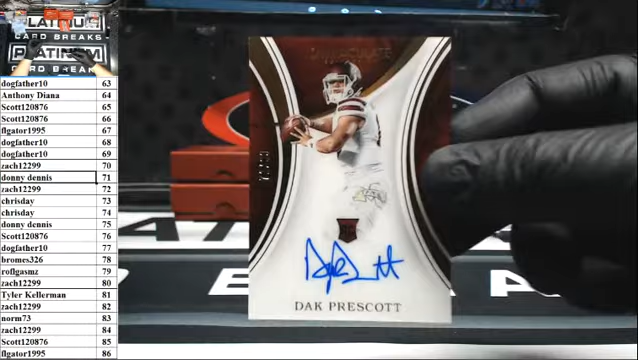 PLATINUM
CARD BREAKS
PLATINUM
CARD BREAKS
dogfather10 63
Anthony Diana 64
Scott120876 65
Scott120876 66
flgator1995 67
dogfather10 68
dogfather10 69
zach12299 70
donny dennis 71
zach12299 72
chrisday 73
chrisday 74
donny dennis 75
Scott120876 76
dogfather10 77
bromes326 78
roflgasmz 79
zach12299 80
Tyler Kellerman 81
zach12299 82
norm73 83
zach12299 84
Scott120876 85
flgator1995 86
DAK PRESCOTT